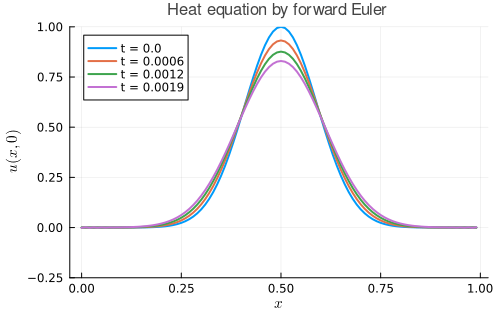 Heat equation by forward Euler
1.00
t = 0.0
t = 0.0006
t = 0.0012
t = 0.0019
0.75
0.50
0.25
0.00
−0.25
u(x, 0)
0.00 0.25 0.50 0.75 1.00
x